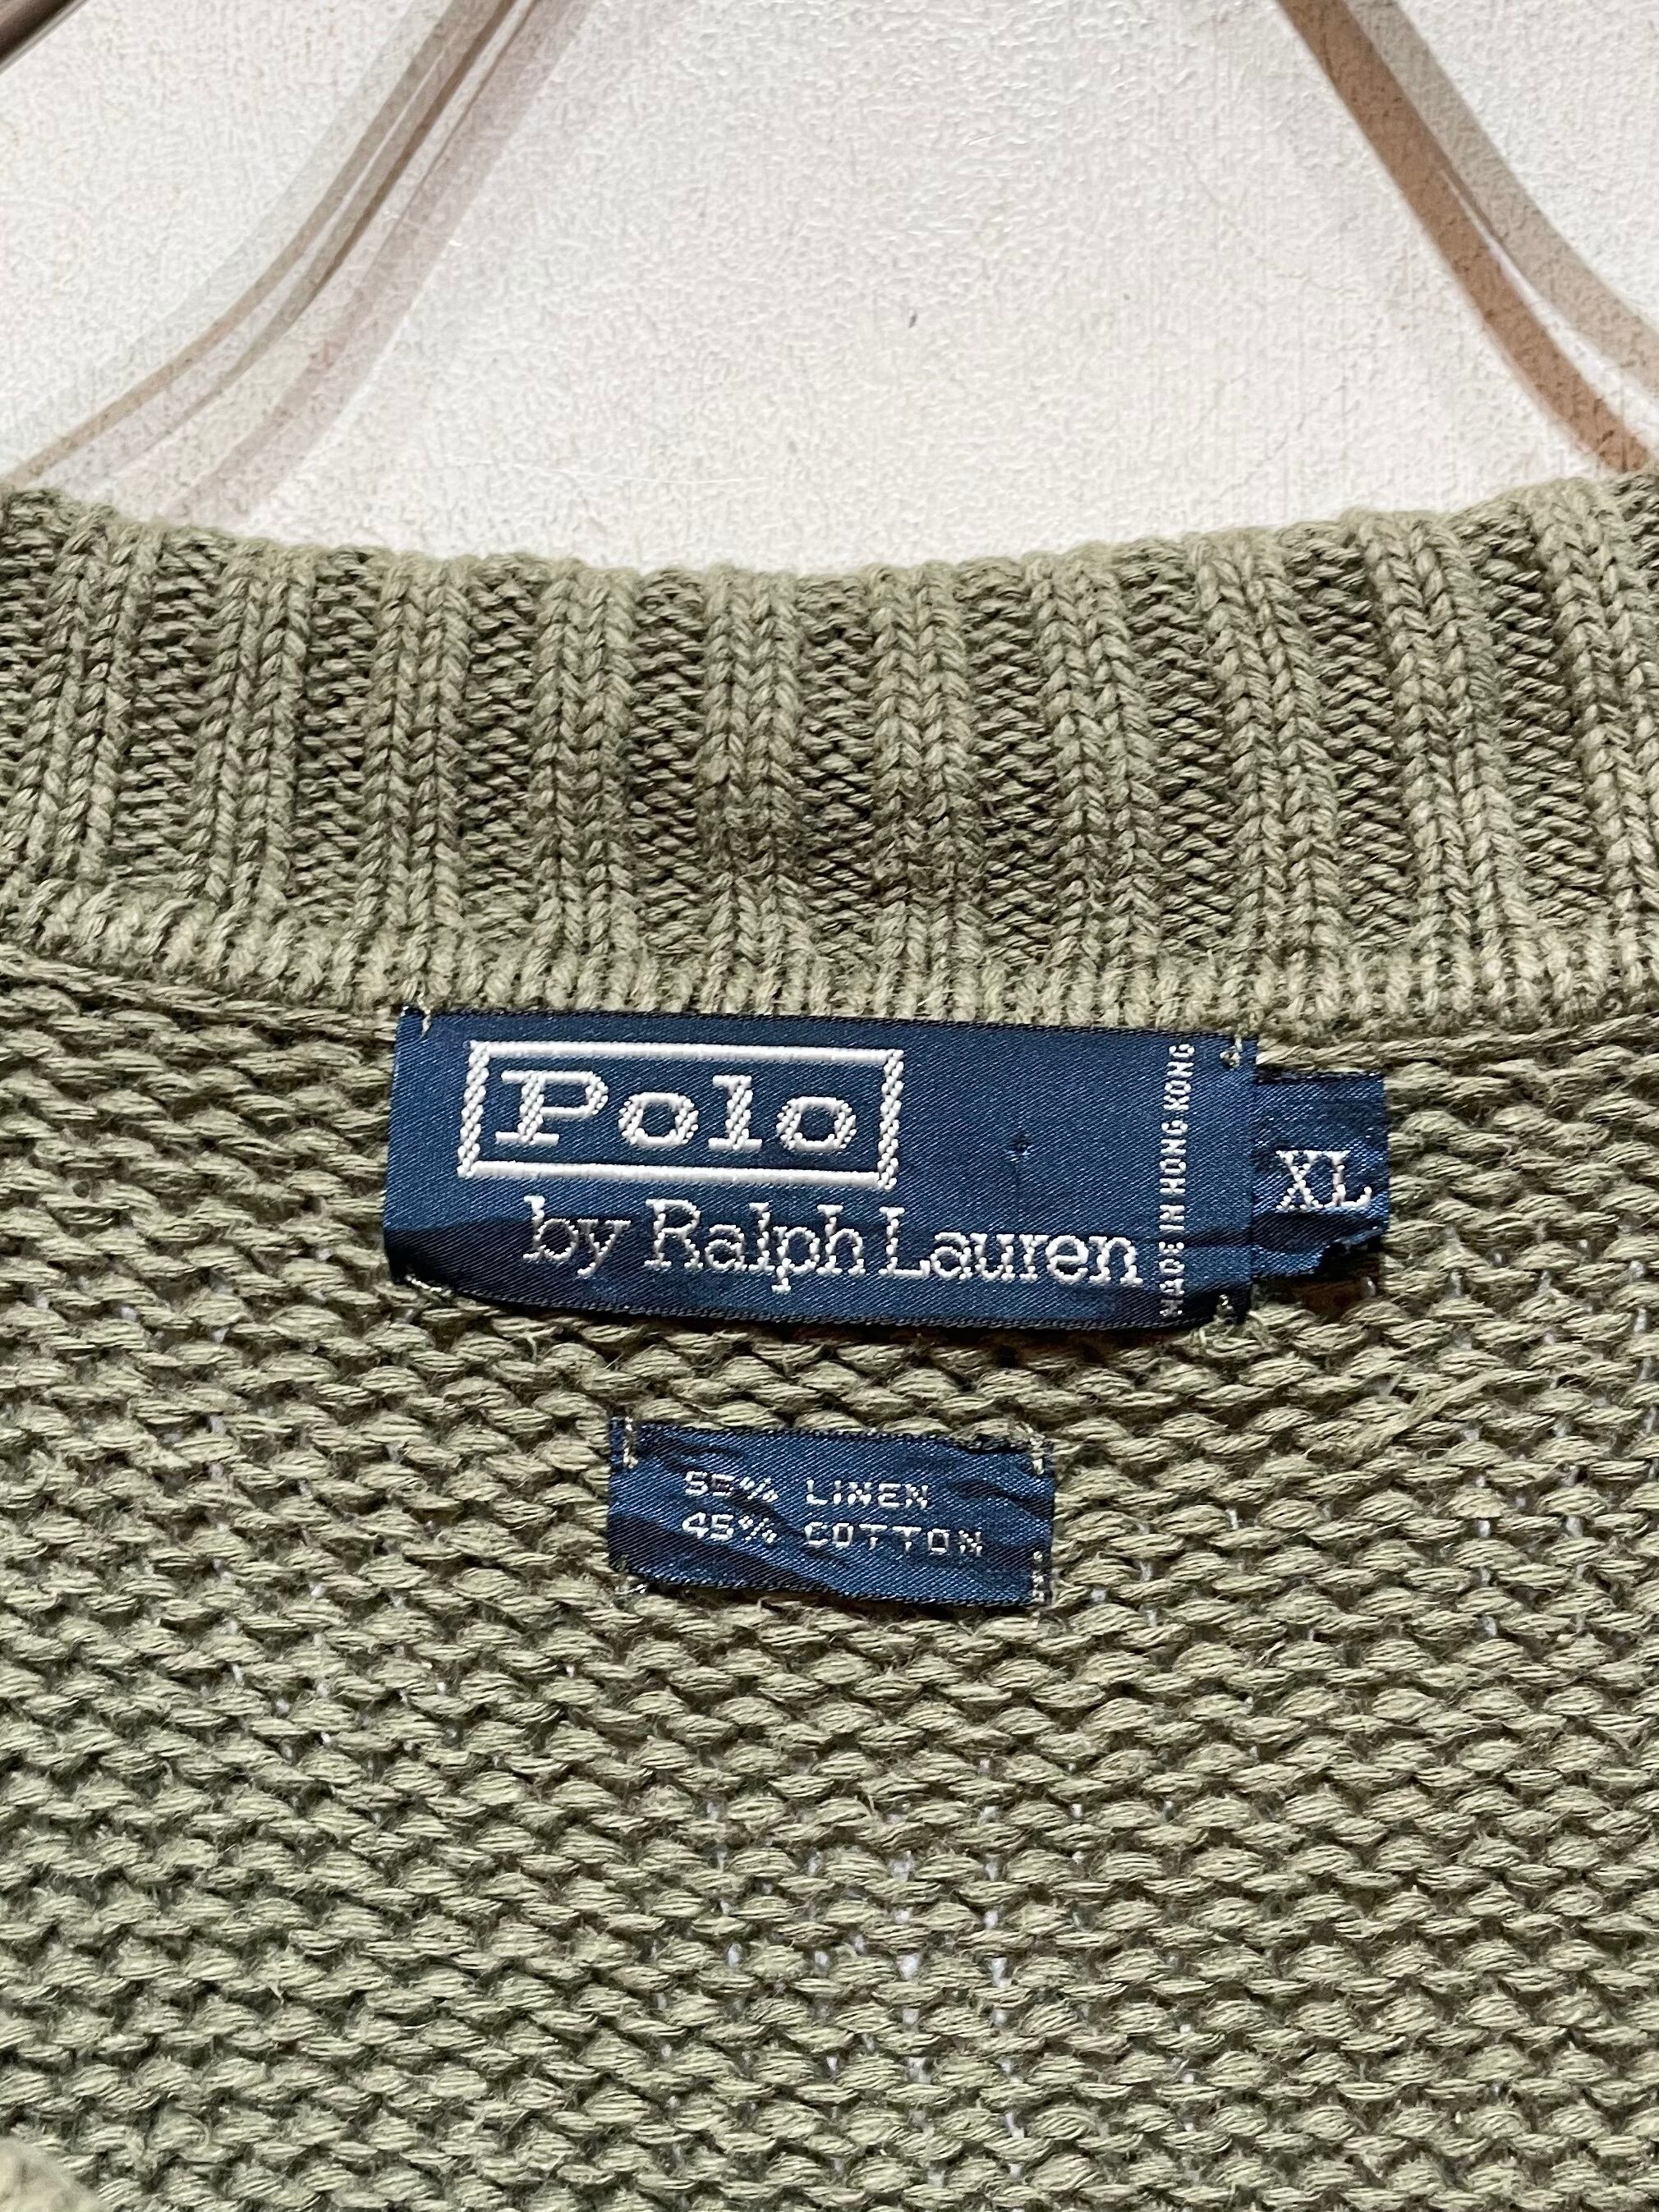 Polo
by Ralph Lauren
MADE IN HONG KONG
XL
55% LINEN
45% COTTON